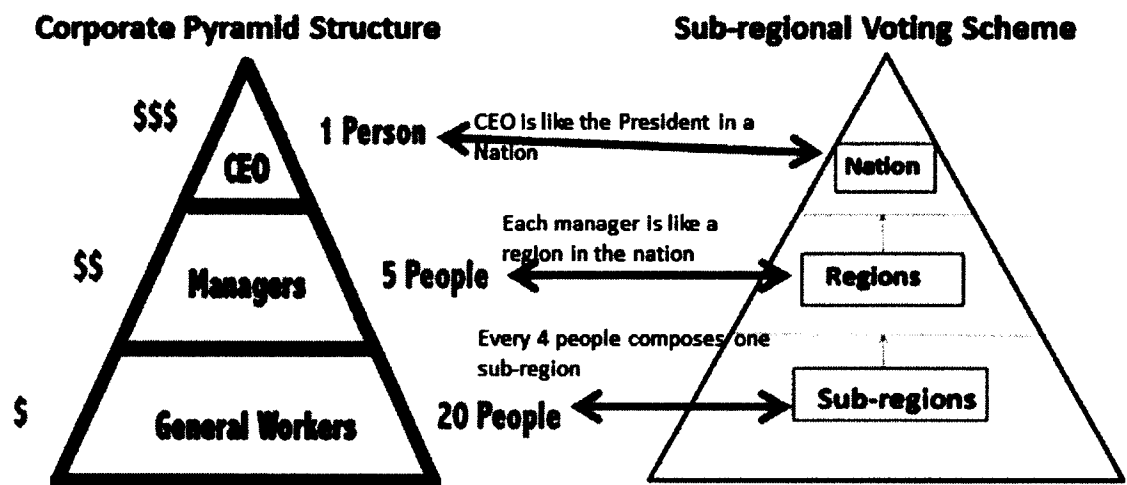 Corporate Pyramid Structure
Sub-regional Voting Scheme
$$$
1 Person
CEO is like the President in a
Nation
CEO
Nation
Each manager is like a
region in the nation
$$
Managers
5 People
Regions
Every 4 people composes one
sub-region
$
General Workers
20 People
Sub-regions